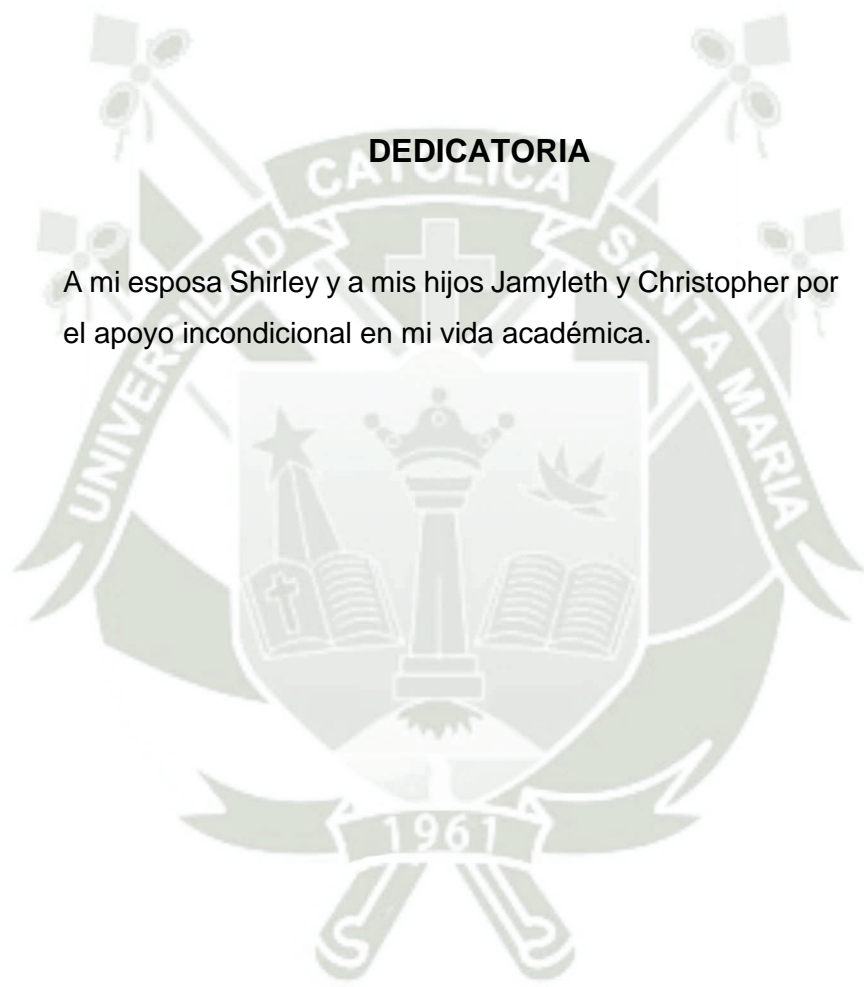 DEDICATORIA
A mi esposa Shirley y a mis hijos Jamyleth y Christopher por
el apoyo incondicional en mi vida académica.
UNIVERSIDAD CATOLICA SANTA MARIA
1961